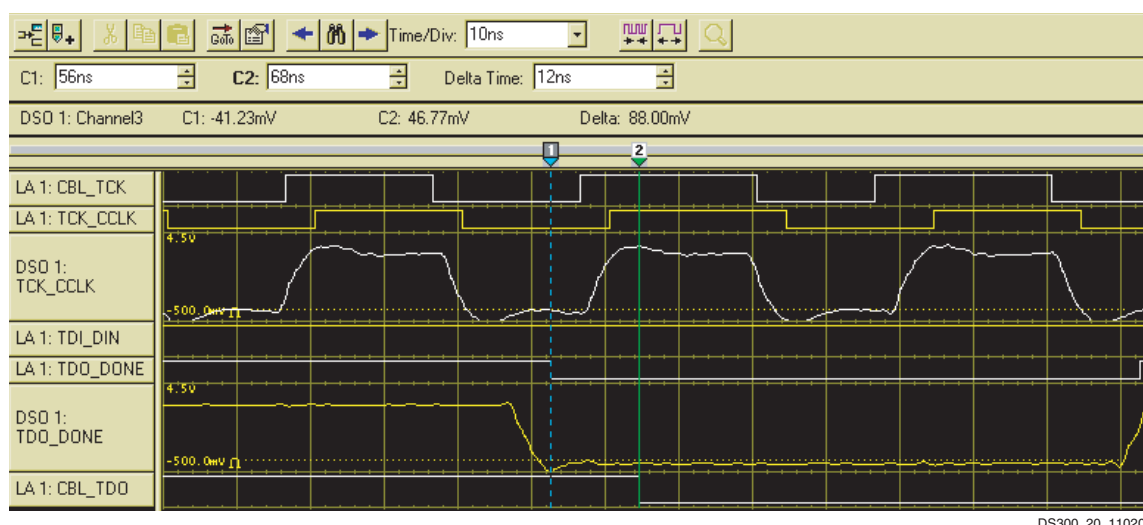 GoTo Time/Div: 10ns
C1: 56ns C2: 68ns Delta Time: 12ns
DSO 1: Channel3 C1: -41.23mV C2: 46.77mV Delta: 88.00mV
1 2
LA 1: CBL_TCK
LA 1: TCK_CCLK
4.5V
DSO 1:
TCK_CCLK
-500.0mV Ω
LA 1: TDI_DIN
LA 1: TDO_DONE
4.5V
DSO 1:
TDO_DONE
-500.0mV Ω
LA 1: CBL_TDO